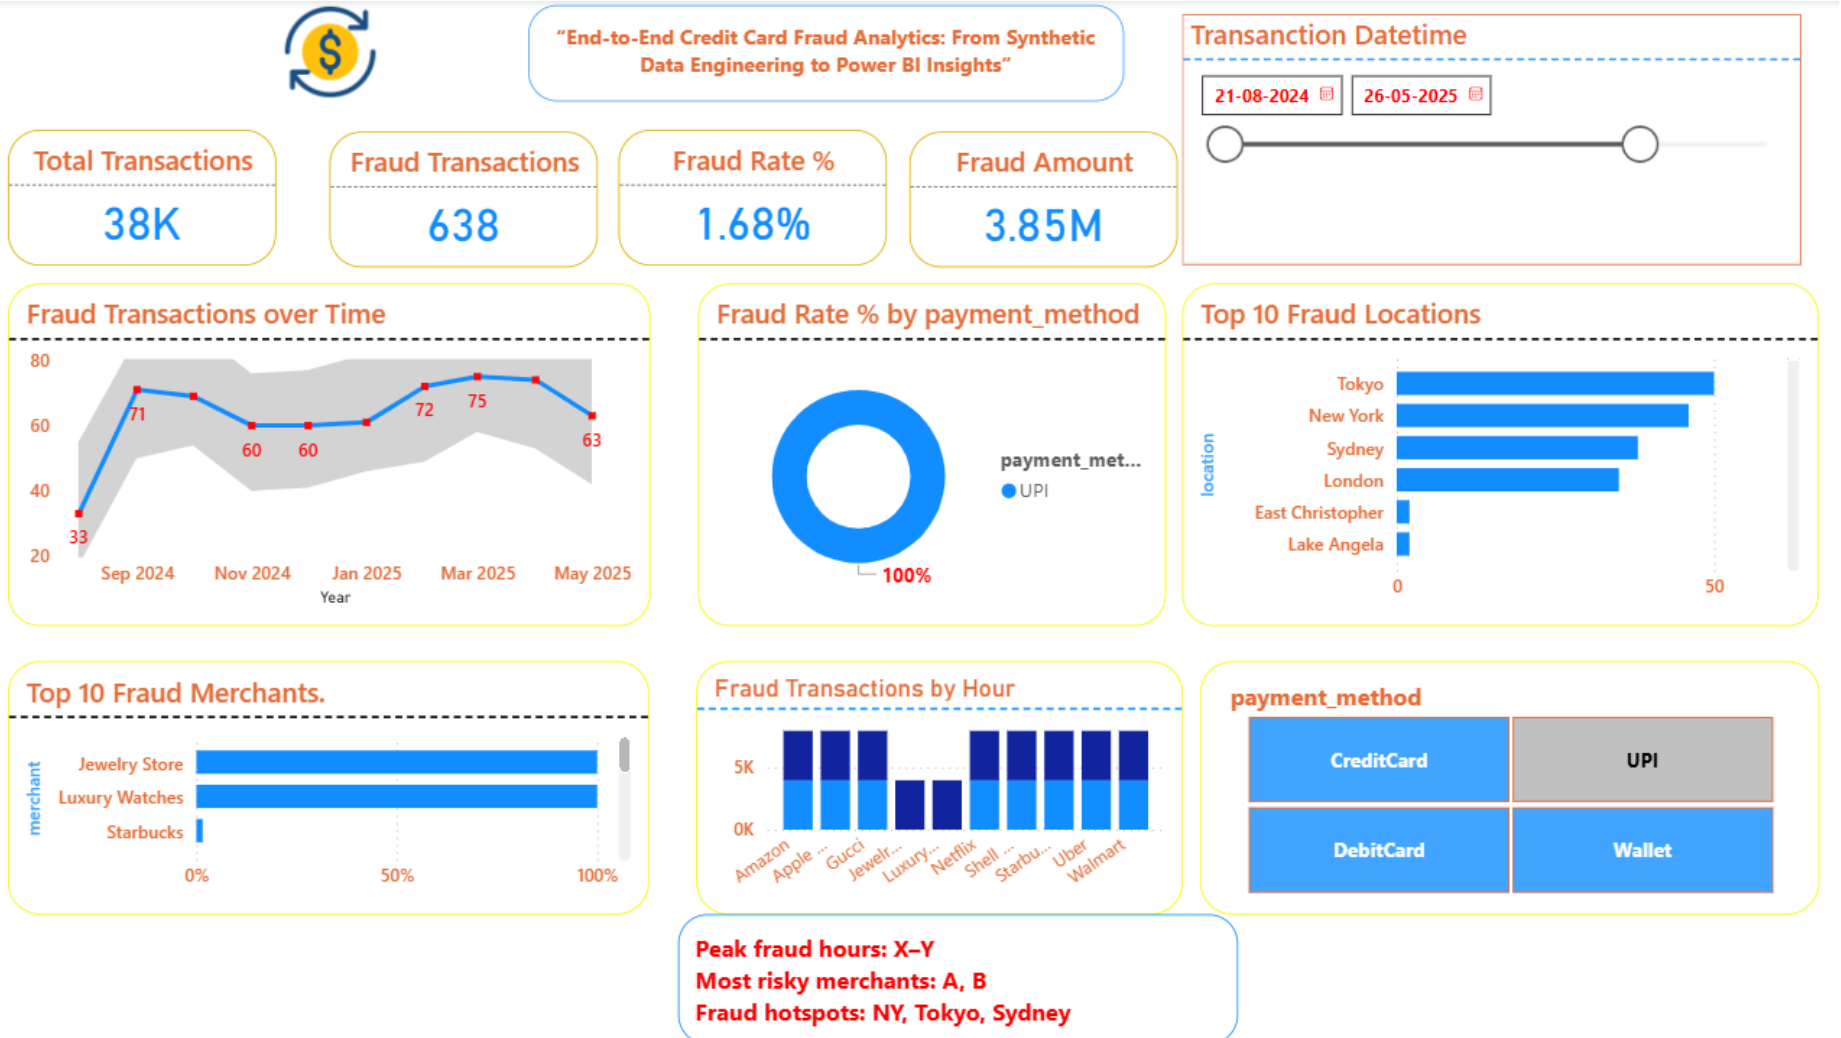 “End-to-End Credit Card Fraud Analytics: From Synthetic
Data Engineering to Power BI Insights”
Transanction Datetime
21-08-2024
26-05-2025
Total Transactions
38K
Fraud Transactions
638
Fraud Rate %
1.68%
Fraud Amount
3.85M
Fraud Transactions over Time
80
60
40
20
33
71
60
60
72
75
63
Sep 2024
Nov 2024
Jan 2025
Mar 2025
May 2025
Year
Fraud Rate % by payment_method
payment_met...
UPI
100%
Top 10 Fraud Locations
location
Tokyo
New York
Sydney
London
East Christopher
Lake Angela
0
50
Top 10 Fraud Merchants.
merchant
Jewelry Store
Luxury Watches
Starbucks
0%
50%
100%
Fraud Transactions by Hour
5K
0K
Amazon
Apple ...
Gucci
Jewelr...
Luxury...
Netflix
Shell ...
Starbu...
Uber
Walmart
payment_method
CreditCard
UPI
DebitCard
Wallet
Peak fraud hours: X–Y
Most risky merchants: A, B
Fraud hotspots: NY, Tokyo, Sydney